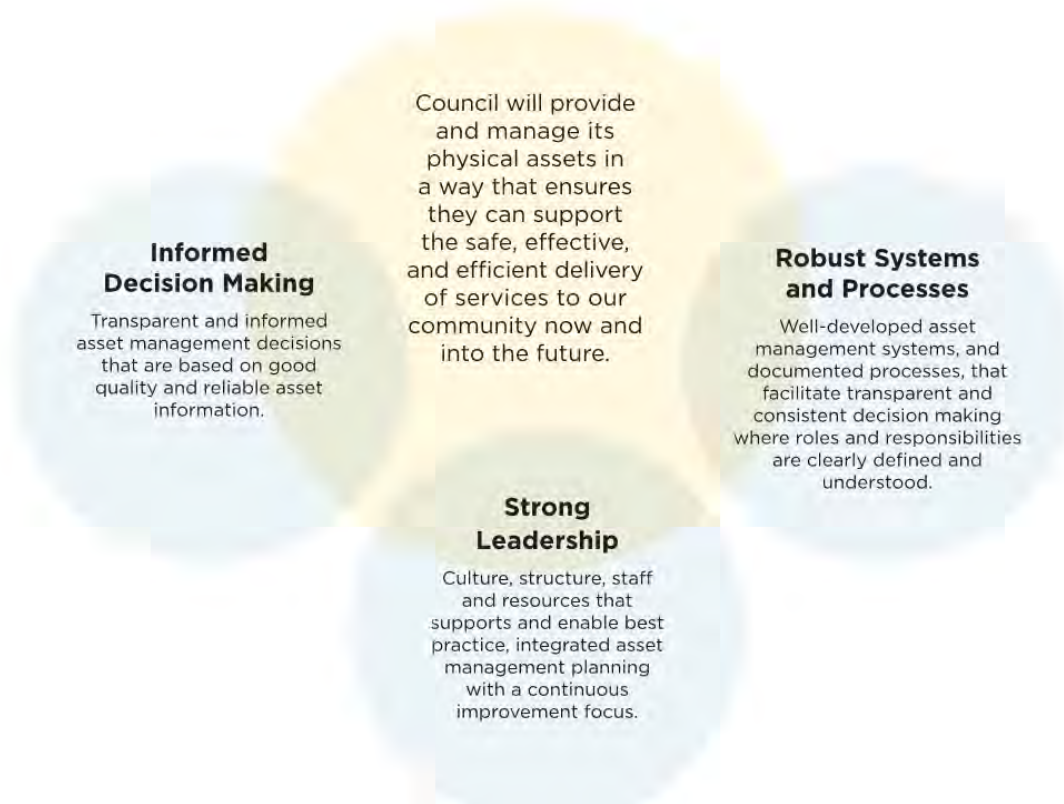 Council will provide
and manage its
physical assets in
a way that ensures
they can support
the safe, effective,
and efficient delivery
of services to our
community now and
into the future.
Informed
Decision Making
Transparent and informed
asset management decisions
that are based on good
quality and reliable asset
information.
Robust Systems
and Processes
Well-developed asset
management systems, and
documented processes, that
facilitate transparent and
consistent decision making
where roles and responsibilities
are clearly defined and
understood.
Strong
Leadership
Culture, structure, staff
and resources that
supports and enable best
practice, integrated asset
management planning
with a continuous
improvement focus.